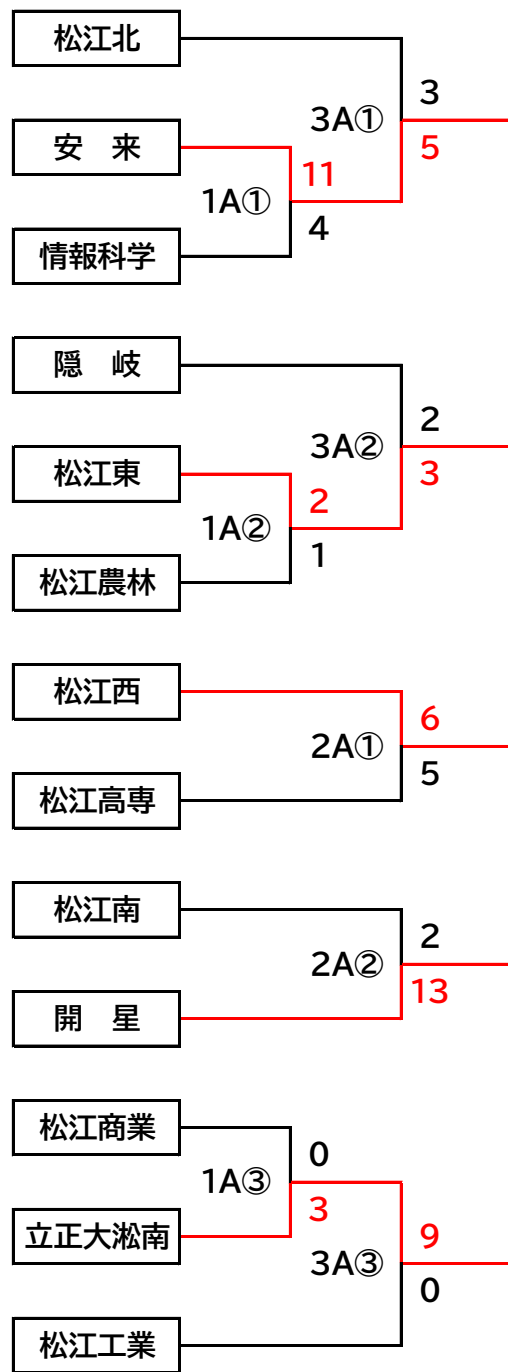 松江北
3
3A①
安　来
5
11
1A①
4
情報科学
隠　岐
2
3A②
松江東
3
2
1A②
1
松江農林
松江西
6
2A①
5
松江高専
松江南
2
2A②
13
開　星
松江商業
0
1A③
3
立正大淞南
9
3A③
0
松江工業